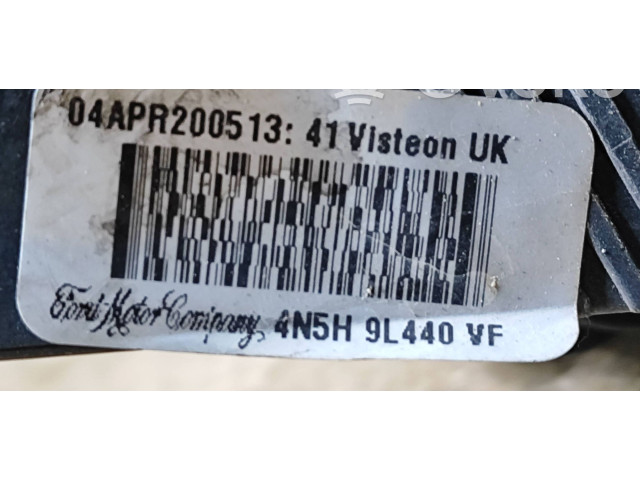 04APR200513: 41 Visteon UK
Ford Motor Company 4N5H 9L440 VF